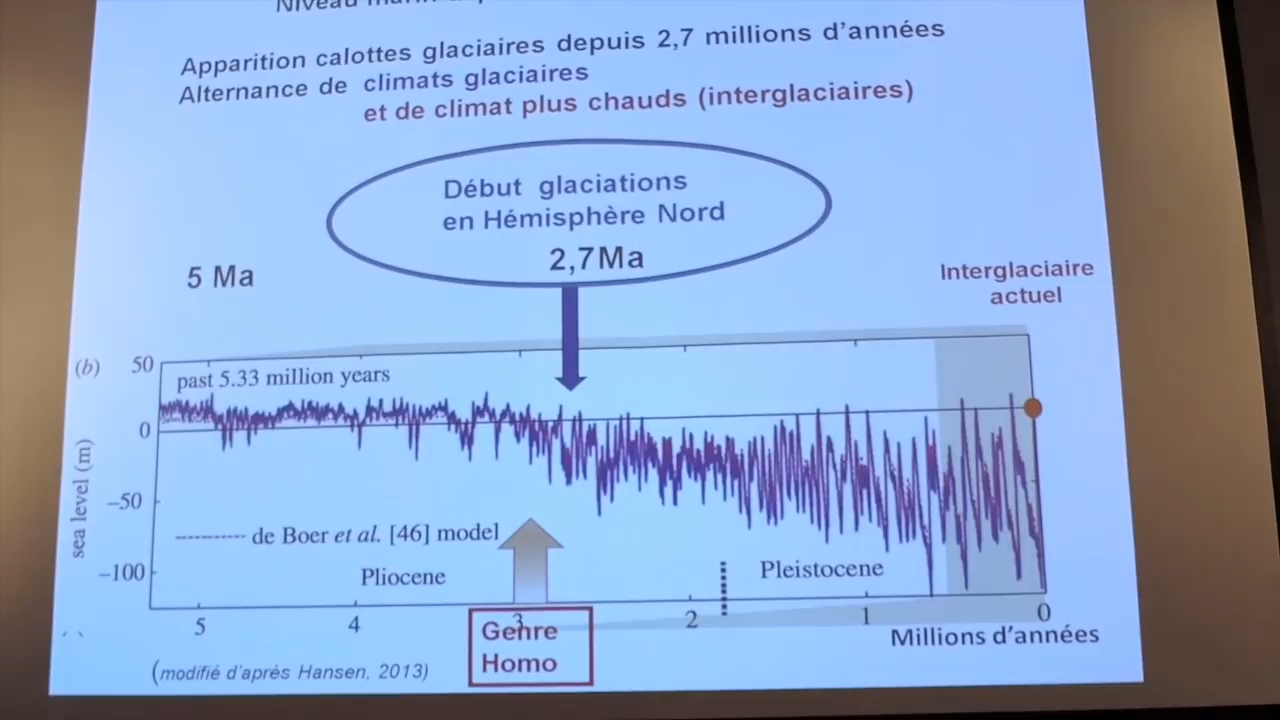 Niveau marin
Apparition calottes glaciaires depuis 2,7 millions d'années
Alternance de climats glaciaires
et de climat plus chauds (interglaciaires)
Début glaciations
en Hémisphère Nord
2,7Ma
5 Ma
Interglaciaire
actuel
(b)
50
past 5.33 million years
0
sea level (m)
-50
-------- de Boer et al. [46] model
-100
Pliocene
Pleistocene
5
4
3
2
1
0
Genre
Homo
Millions d'années
(modifié d'après Hansen, 2013)